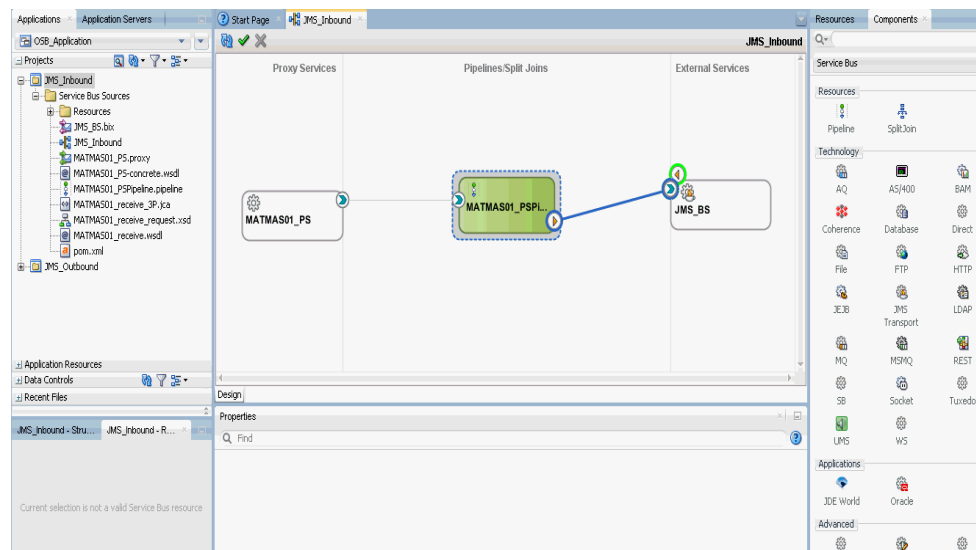 Applications
Application Servers
OSB_Application
Projects
JMS_Inbound
Service Bus Sources
Resources
JMS_BS.bix
JMS_Inbound
MATMAS01_PS.proxy
MATMAS01_PS-concrete.wsdl
MATMAS01_PSPipeline.pipeline
MATMAS01_receive_3P.jca
MATMAS01_receive_request.xsd
MATMAS01_receive.wsdl
pom.xml
JMS_Outbound
Application Resources
Data Controls
Recent Files
JMS_Inbound - Stru...
JMS_Inbound - R...
Current selection is not a valid Service Bus resource
Start Page
JMS_Inbound
JMS_Inbound
Proxy Services
Pipelines/Split Joins
External Services
MATMAS01_PS
MATMAS01_PSPi...
JMS_BS
Design
Properties
Find
Resources
Components
Service Bus
Resources
Pipeline
SplitJoin
Technology
AQ
AS/400
BAM
Coherence
Database
Direct
File
FTP
HTTP
JEJB
JMS Transport
LDAP
MQ
MSMQ
REST
SB
Socket
Tuxedo
UMS
WS
Applications
JDE World
Oracle
Advanced